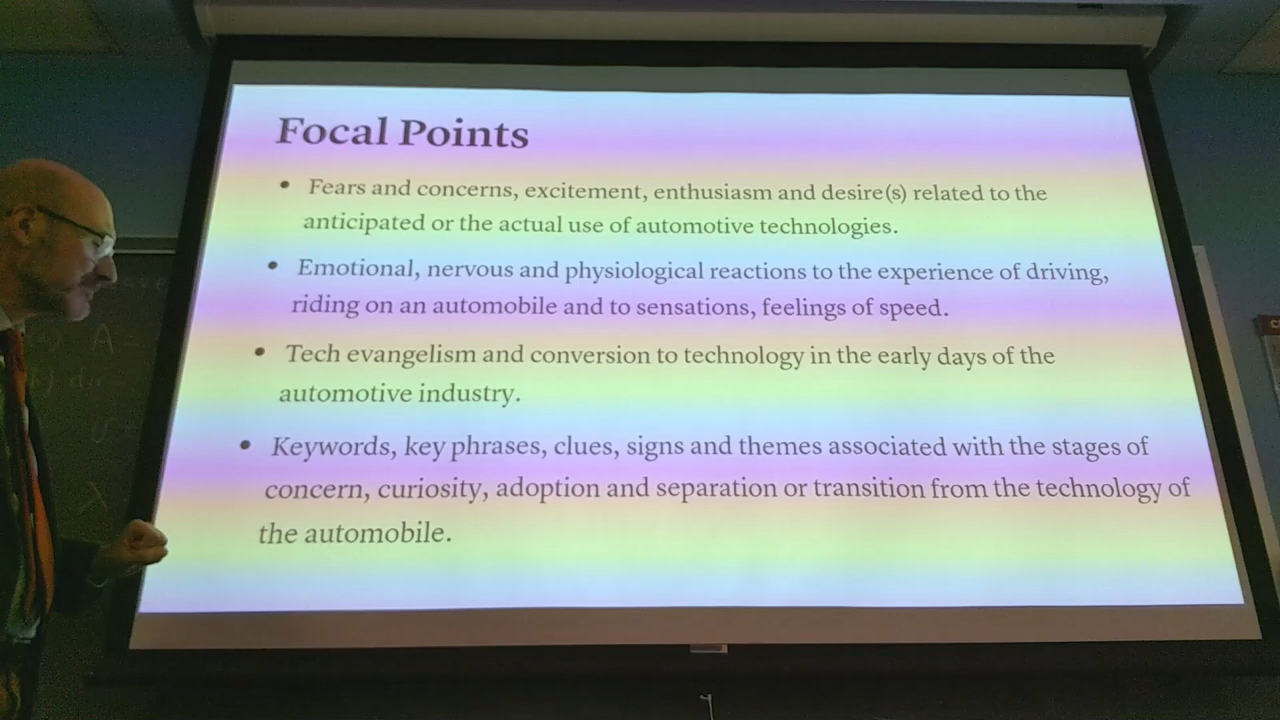 Focal Points
• Fears and concerns, excitement, enthusiasm and desire(s) related to the
anticipated or the actual use of automotive technologies.
• Emotional, nervous and physiological reactions to the experience of driving,
riding on an automobile and to sensations, feelings of speed.
• Tech evangelism and conversion to technology in the early days of the
automotive industry.
• Keywords, key phrases, clues, signs and themes associated with the stages of
concern, curiosity, adoption and separation or transition from the technology of
the automobile.